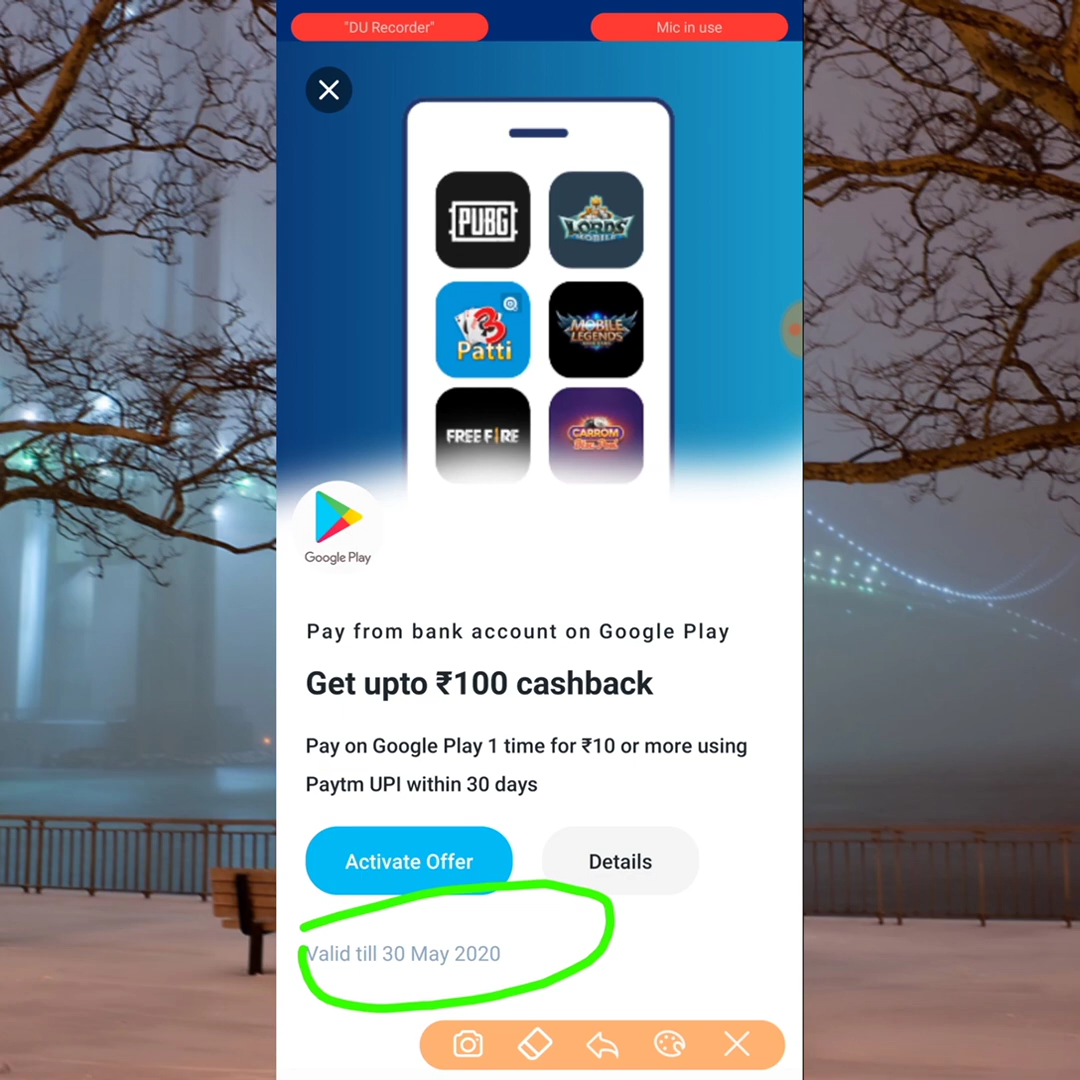 "DU Recorder"
Mic in use
PUBG
LORDS
MOBILE
3
Patti
MOBILE
LEGENDS
FREE FIRE
CARROM
Disc Pool
Google Play
Pay from bank account on Google Play
Get upto ₹100 cashback
Pay on Google Play 1 time for ₹10 or more using
Paytm UPI within 30 days
Activate Offer
Details
Valid till 30 May 2020